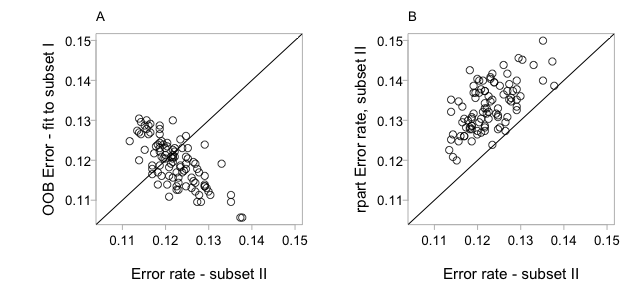 A
OOB Error - fit to subset I
0.15
0.14
0.13
0.12
0.11
0.11 0.12 0.13 0.14 0.15
Error rate - subset II
B
rpart Error rate, subset II
0.15
0.14
0.13
0.12
0.11
0.11 0.12 0.13 0.14 0.15
Error rate - subset II